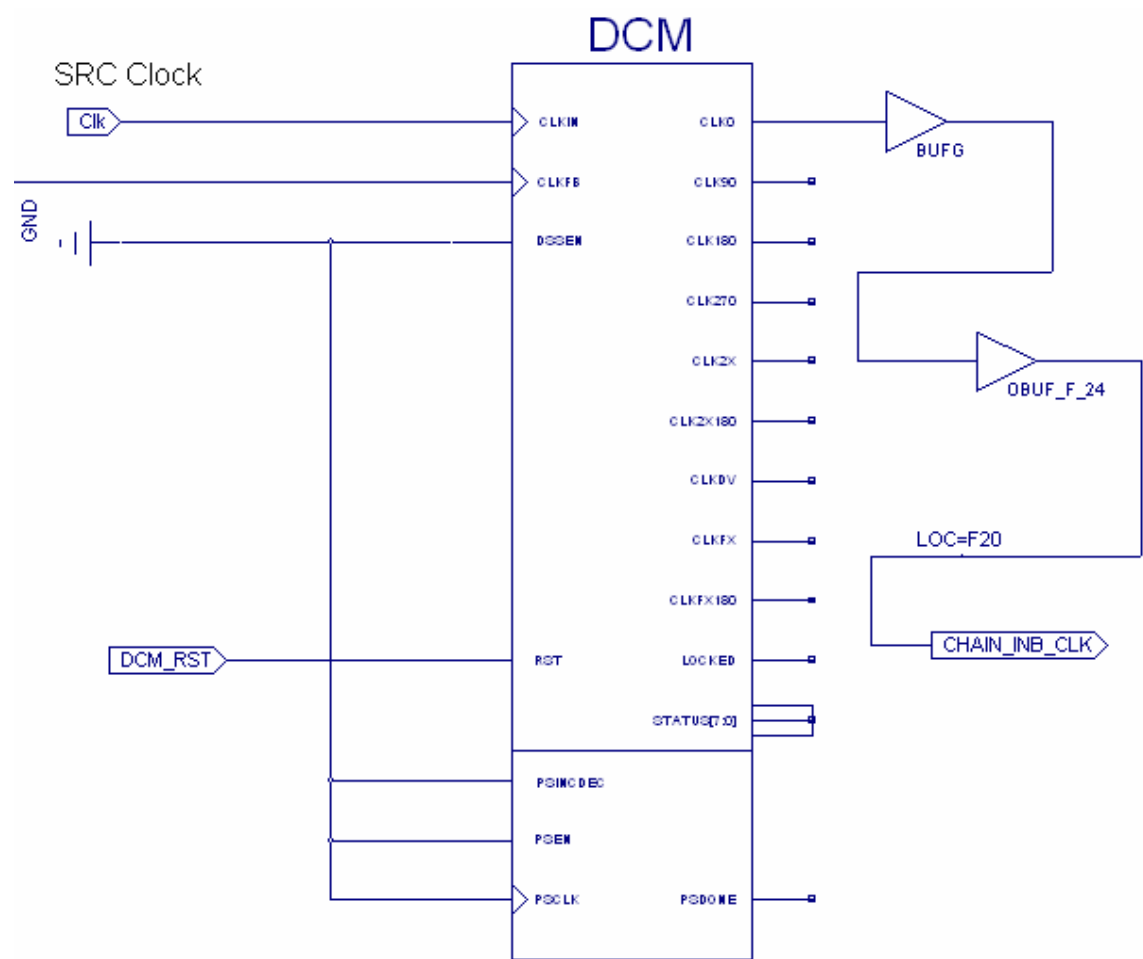 DCM
SRC Clock
Clk
CLKIN
CLK0
BUFG
CLKFB
CLK90
GND
DSSEN
CLK180
CLK270
CLK2X
OBUF_F_24
CLK2X180
CLKDV
CLKFX
LOC=F20
CLKFX180
CHAIN_INB_CLK
DCM_RST
RST
LOCKED
STATUS[7:0]
PSINCDEC
PSEN
PSCLK
PSDONE